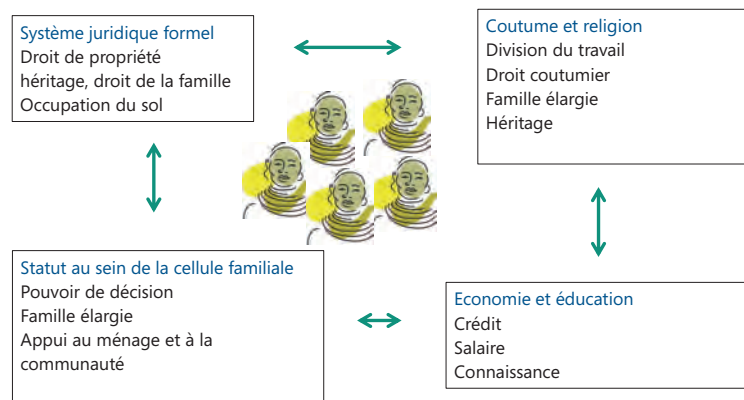 Système juridique formel
Droit de propriété
héritage, droit de la famille
Occupation du sol
Coutume et religion
Division du travail
Droit coutumier
Famille élargie
Héritage
Statut au sein de la cellule familiale
Pouvoir de décision
Famille élargie
Appui au ménage et à la
communauté
Economie et éducation
Crédit
Salaire
Connaissance